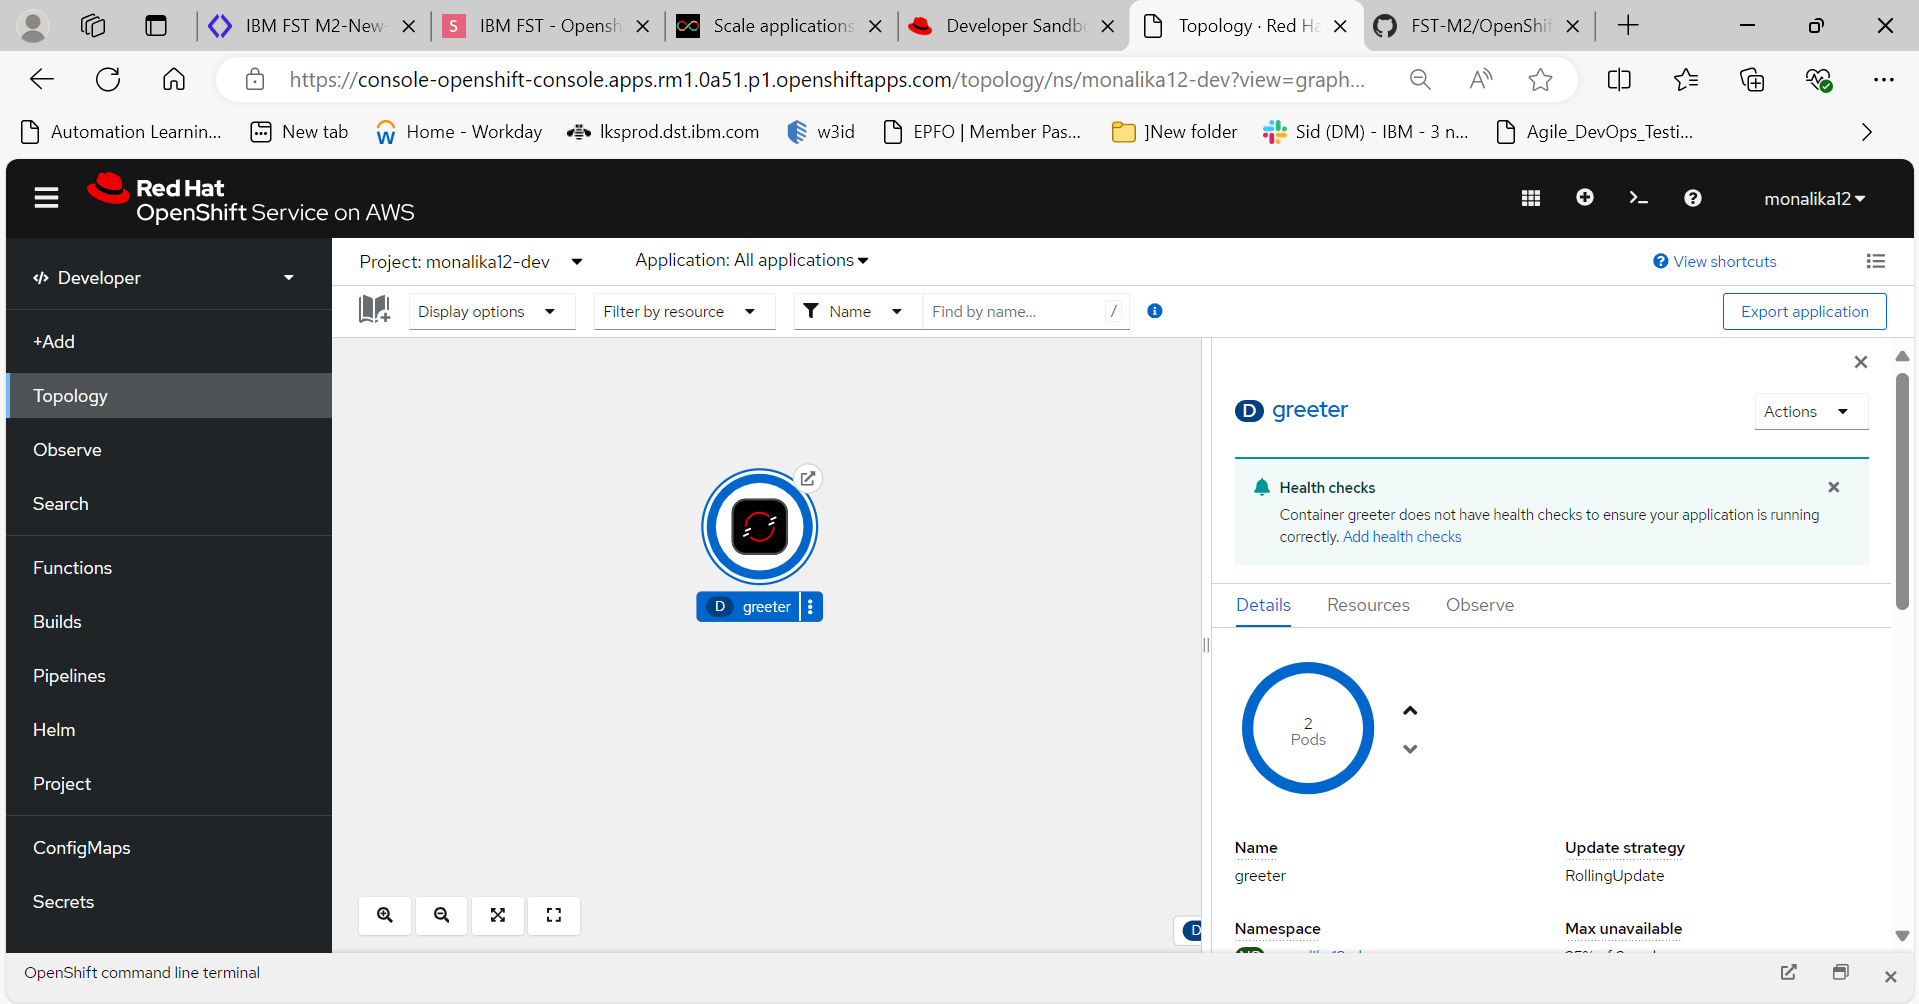 IBM FST M2-New-
IBM FST - Opensh
Scale applications
Developer Sandbo
Topology · Red Ha
FST-M2/OpenShif
https://console-openshift-console.apps.rm1.0a51.p1.openshiftapps.com/topology/ns/monalika12-dev?view=graph...
Automation Learnin...
New tab
Home - Workday
lksprod.dst.ibm.com
w3id
EPFO | Member Pas...
]New folder
Sid (DM) - IBM - 3 n...
Agile_DevOps_Testi...
Red Hat
OpenShift Service on AWS
monalika12
Developer
Project: monalika12-dev
Application: All applications
View shortcuts
Display options
Filter by resource
Name
Find by name...
/
Export application
+Add
Topology
Observe
Search
Functions
Builds
Pipelines
Helm
Project
ConfigMaps
Secrets
D greeter
D greeter
Actions
Health checks
Container greeter does not have health checks to ensure your application is running
correctly. Add health checks
Details
Resources
Observe
2
Pods
Name
greeter
Update strategy
RollingUpdate
Namespace
Max unavailable
D
OpenShift command line terminal